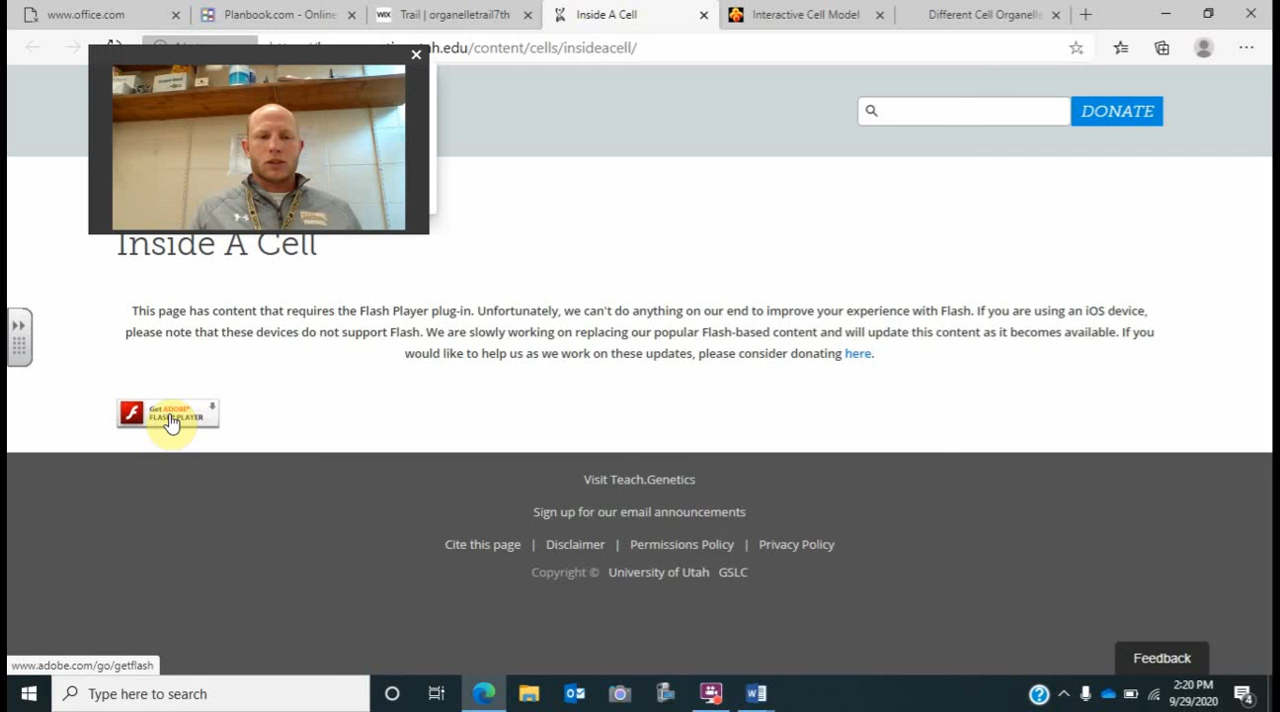 www.office.com
Planbook.com - Online
WIX Trail | organelletrail7th
Inside A Cell
Interactive Cell Model
Different Cell Organell
ah.edu/content/cells/insideacell/
DONATE
Inside A Cell
This page has content that requires the Flash Player plug-in. Unfortunately, we can't do anything on our end to improve your experience with Flash. If you are using an iOS device,
please note that these devices do not support Flash. We are slowly working on replacing our popular Flash-based content and will update this content as it becomes available. If you
would like to help us as we work on these updates, please consider donating here.
Get ADOBE®
FLASH PLAYER
Visit Teach.Genetics
Sign up for our email announcements
Cite this page | Disclaimer | Permissions Policy | Privacy Policy
Copyright © University of Utah GSLC
Feedback
www.adobe.com/go/getflash
Type here to search
2:20 PM
9/29/2020
4